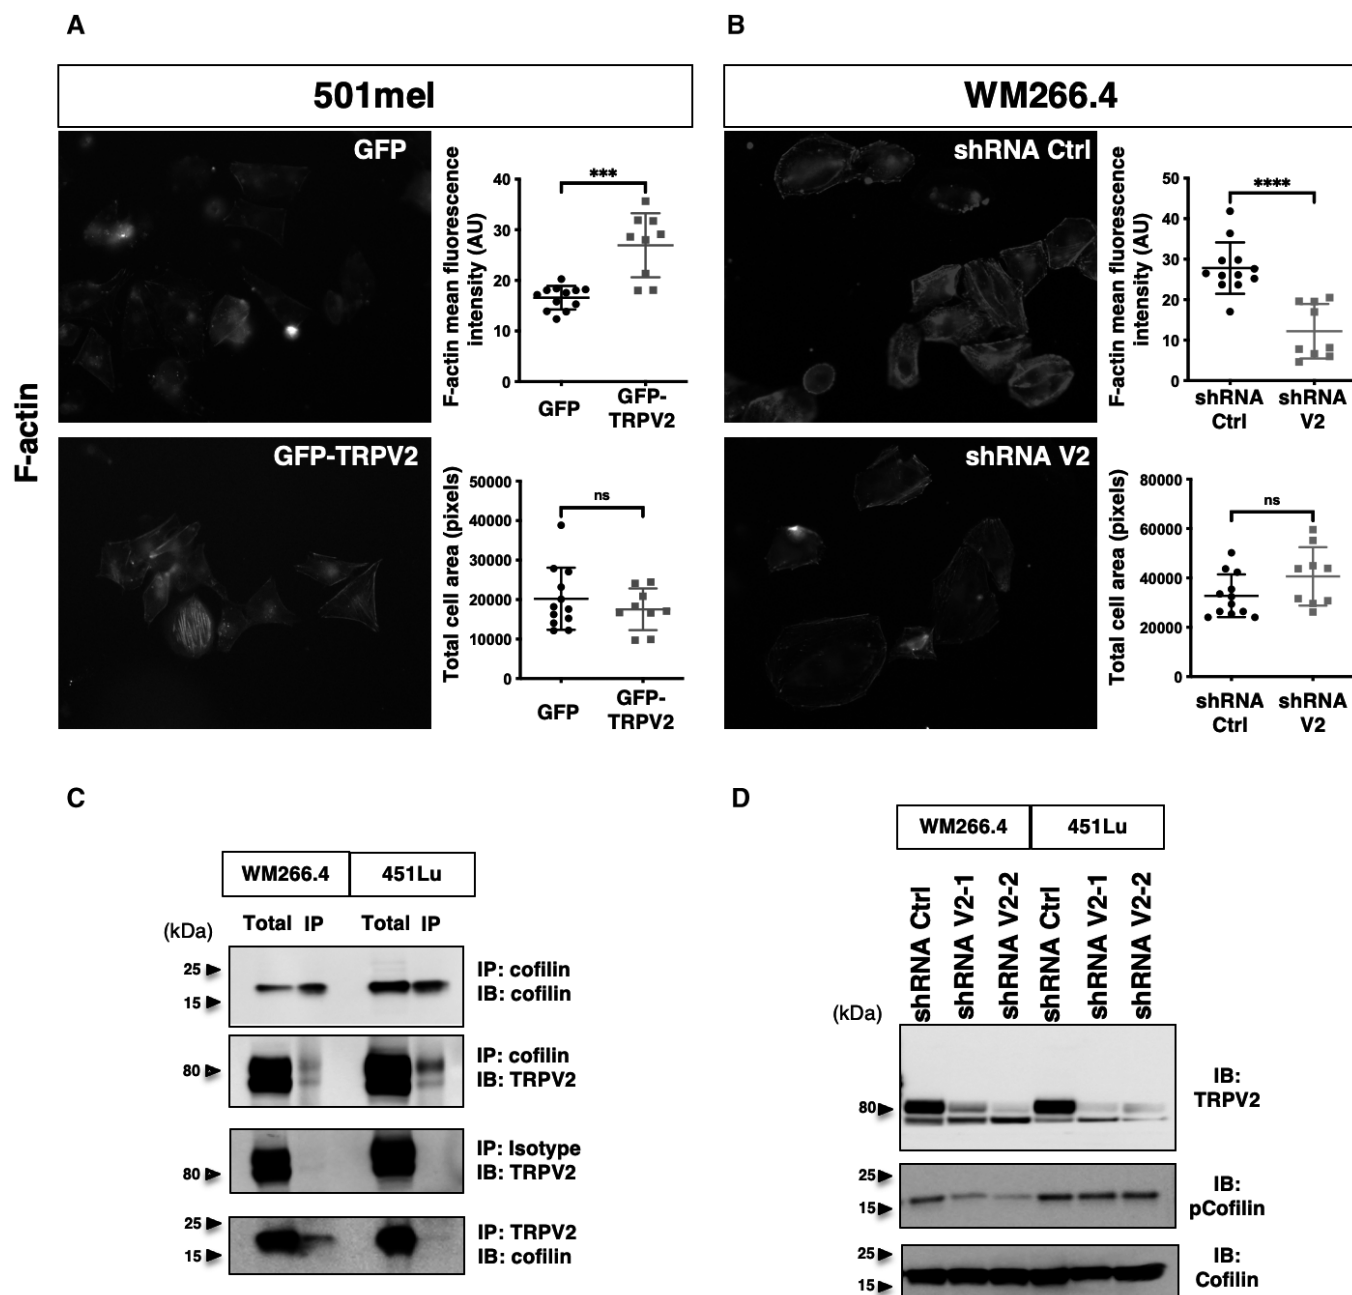 A
B
501mel
WM266.4
F-actin
GFP
F-actin mean fluorescence
intensity (AU)
40
30
20
10
0
***
GFP
GFP-
TRPV2
shRNA Ctrl
F-actin mean fluorescence
intensity (AU)
50
40
30
20
10
0
****
shRNA
Ctrl
shRNA
V2
GFP-TRPV2
Total cell area (pixels)
50000
40000
30000
20000
10000
0
ns
GFP
GFP-
TRPV2
shRNA V2
Total cell area (pixels)
80000
60000
40000
20000
0
ns
shRNA
Ctrl
shRNA
V2
C
WM266.4
451Lu
(kDa)
Total IP
Total IP
25
15
IP: cofilin
IB: cofilin
80
IP: cofilin
IB: TRPV2
80
IP: Isotype
IB: TRPV2
25
15
IP: TRPV2
IB: cofilin
D
WM266.4
451Lu
shRNA Ctrl
shRNA V2-1
shRNA V2-2
shRNA Ctrl
shRNA V2-1
shRNA V2-2
(kDa)
80
IB:
TRPV2
25
15
IB:
pCofilin
25
15
IB:
Cofilin